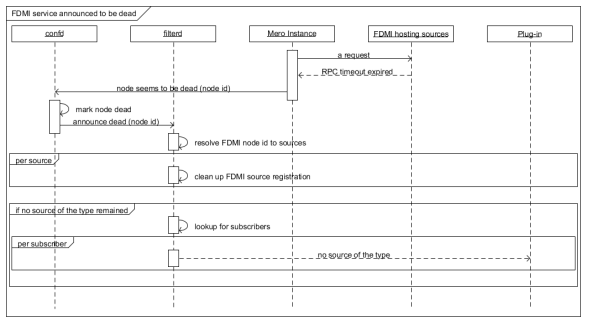 FDMI service announced to be dead
confd
filterd
Mero Instance
FDMI hosting sources
Plug-in
a request
RPC timeout expired
node seems to be dead (node id)
mark node dead
announce dead (node id)
resolve FDMI node id to sources
per source
clean up FDMI source registration
if no source of the type remained
lookup for subscribers
per subscriber
no source of the type